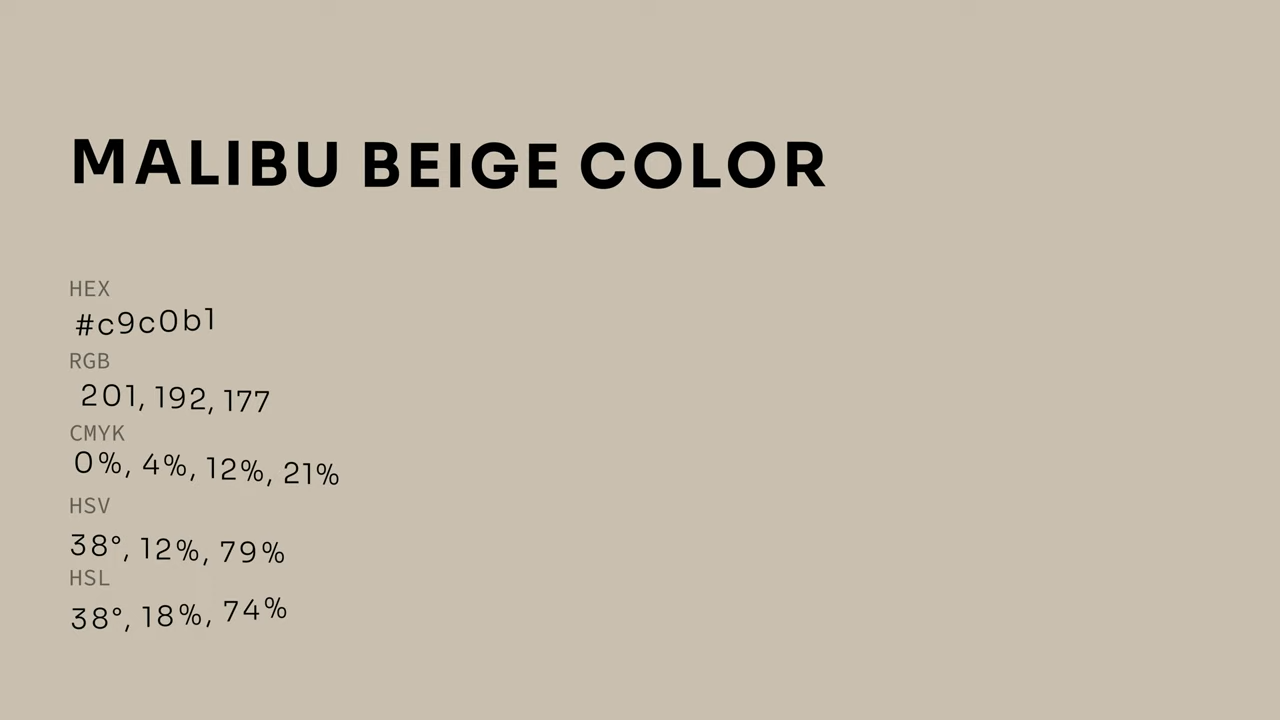 MALIBU BEIGE COLOR
HEX
#c9c0b1
RGB
201, 192, 177
CMYK
0%, 4%, 12%, 21%
HSV
38°, 12%, 79%
HSL
38°, 18%, 74%